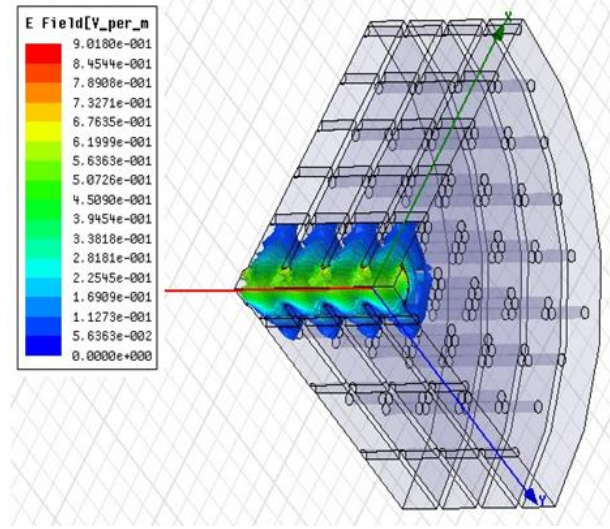 E Field[V_per_m
9.0180e-001
8.4544e-001
7.8908e-001
7.3271e-001
6.7635e-001
6.1999e-001
5.6363e-001
5.0726e-001
4.5090e-001
3.9454e-001
3.3818e-001
2.8181e-001
2.2545e-001
1.6909e-001
1.1273e-001
5.6363e-002
0.0000e+000
X
Y